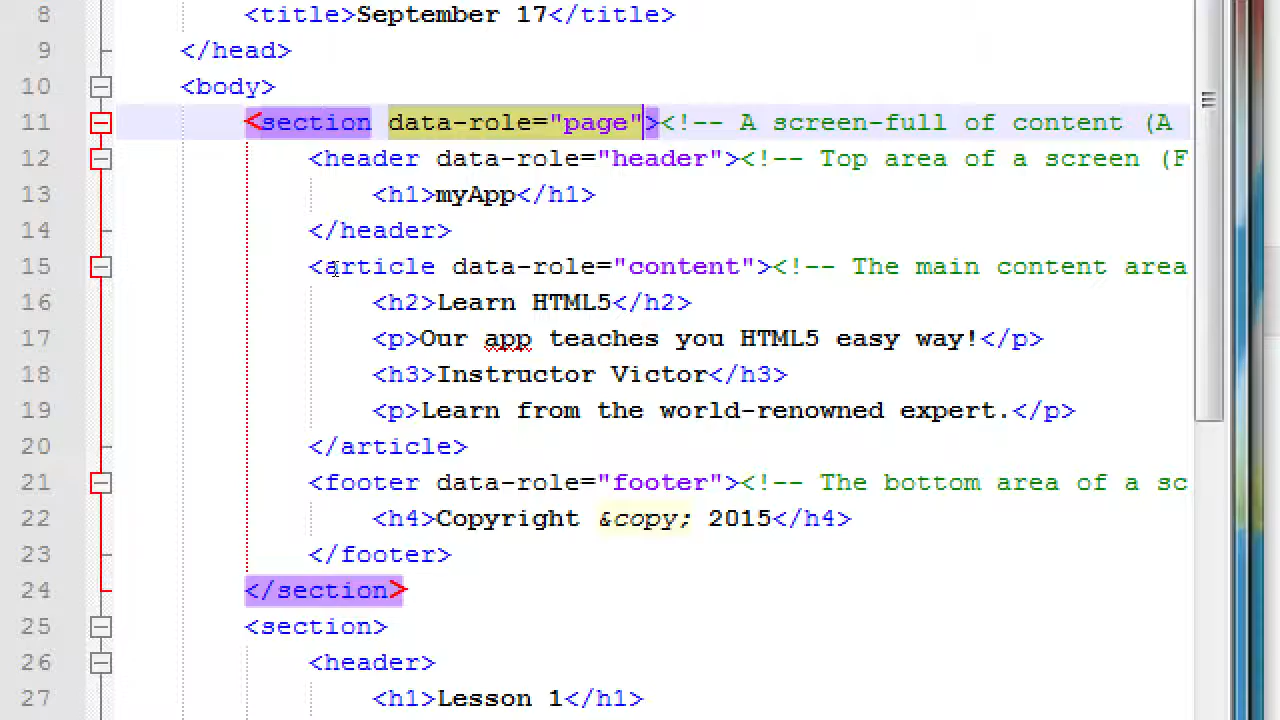 8 <title>September 17</title>
9 </head>
10 <body>
11 <section data-role="page"><!-- A screen-full of content (A
12 <header data-role="header"><!-- Top area of a screen (F
13 <h1>myApp</h1>
14 </header>
15 <article data-role="content"><!-- The main content area
16 <h2>Learn HTML5</h2>
17 <p>Our app teaches you HTML5 easy way!</p>
18 <h3>Instructor Victor</h3>
19 <p>Learn from the world-renowned expert.</p>
20 </article>
21 <footer data-role="footer"><!-- The bottom area of a sc
22 <h4>Copyright &copy; 2015</h4>
23 </footer>
24 </section>
25 <section>
26 <header>
27 <h1>Lesson 1</h1>